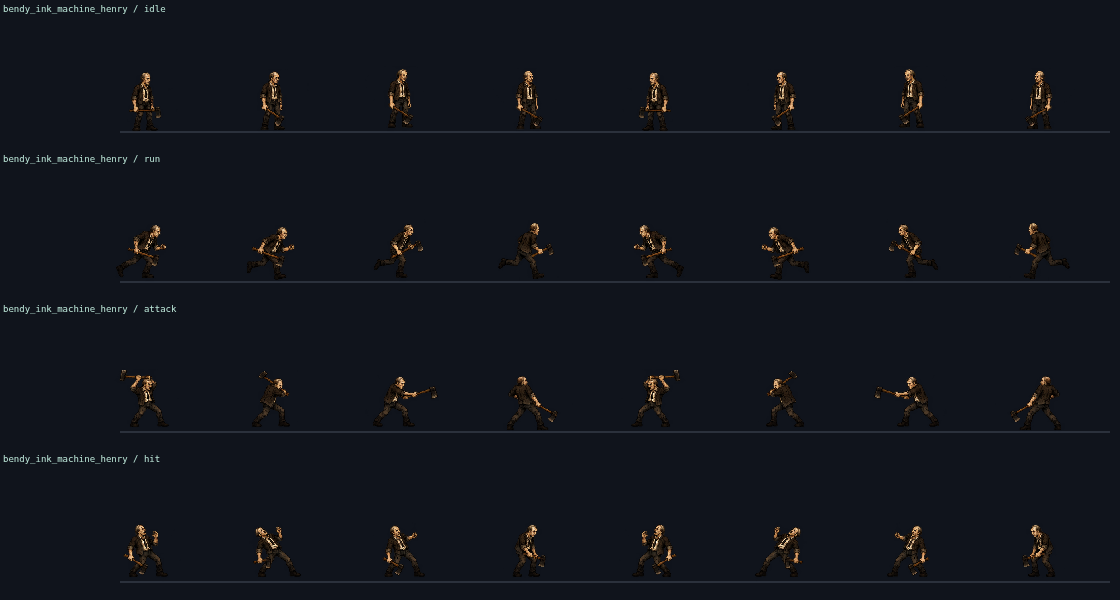 bendy_ink_machine_henry / idle
bendy_ink_machine_henry / run
bendy_ink_machine_henry / attack
bendy_ink_machine_henry / hit